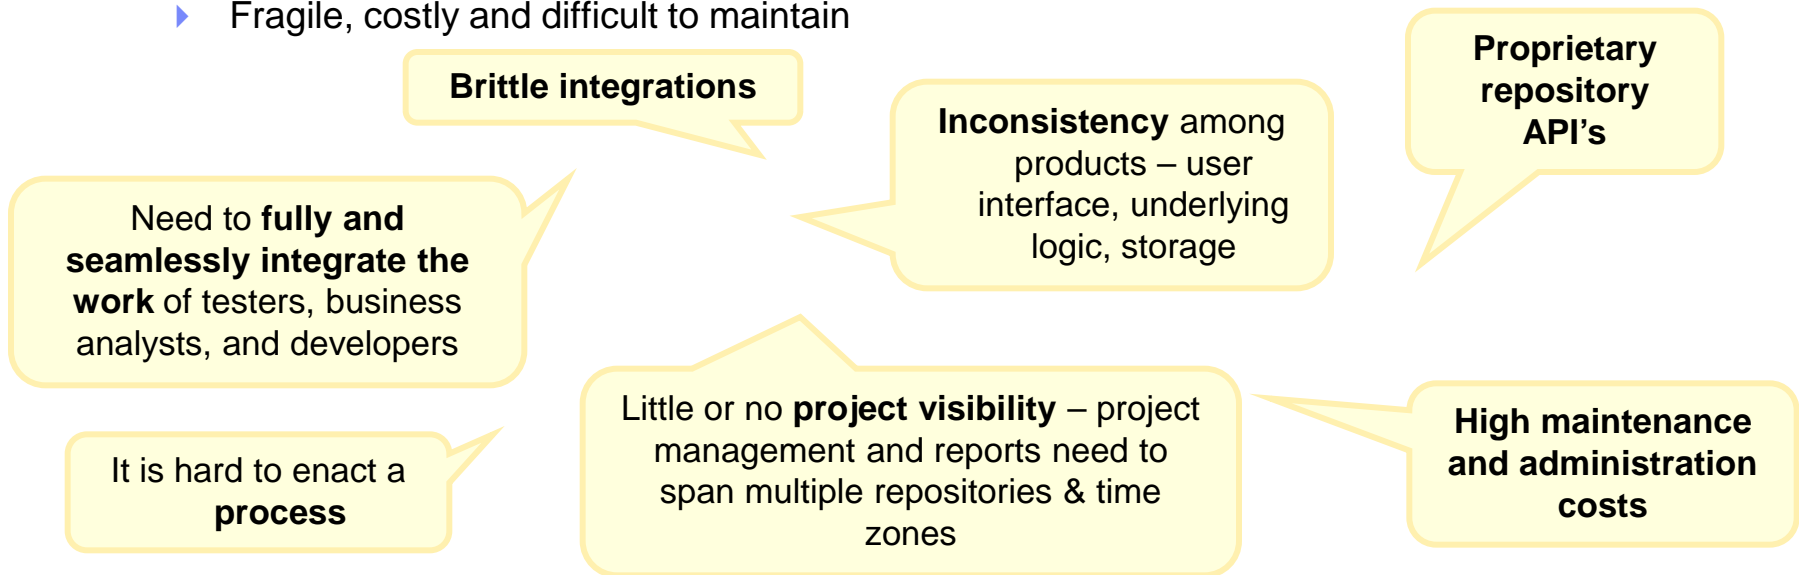 Fragile, costly and difficult to maintain
Brittle integrations
Inconsistency among
products – user
interface, underlying
logic, storage
Proprietary
repository
API’s
Need to fully and
seamlessly integrate the
work of testers, business
analysts, and developers
It is hard to enact a
process
Little or no project visibility – project
management and reports need to
span multiple repositories & time
zones
High maintenance
and administration
costs